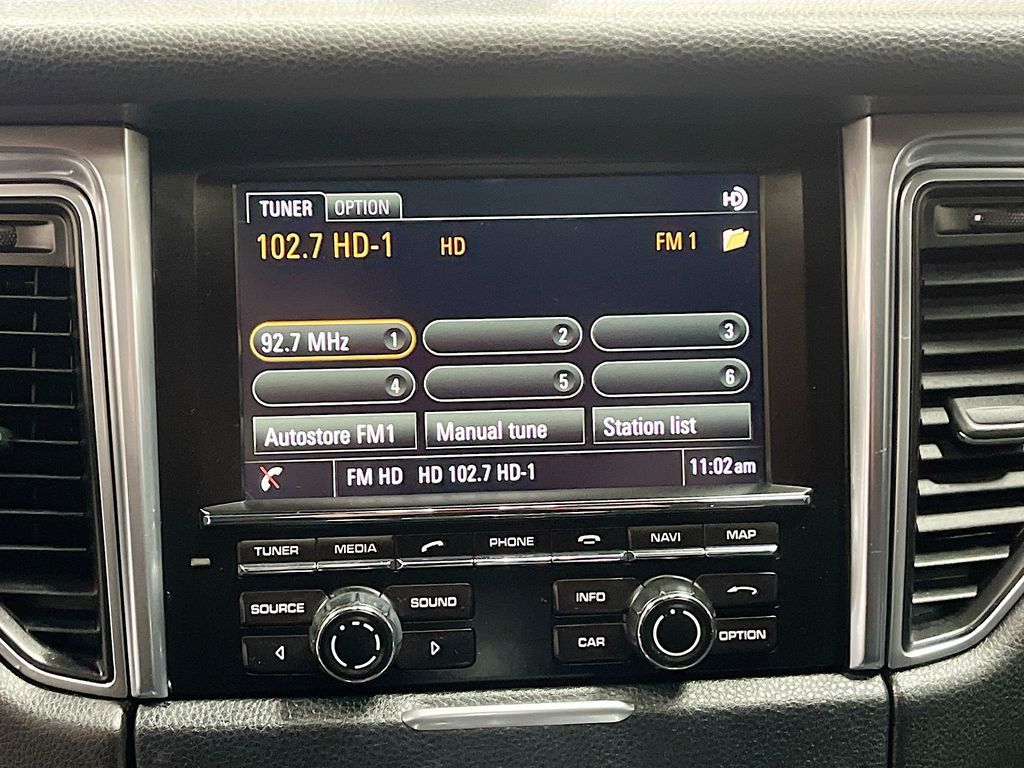 TUNER OPTION HD
102.7 HD-1 HD FM 1
92.7 MHz 1 2 3
4 5 6
Autostore FM1 Manual tune Station list
FM HD HD 102.7 HD-1 11:02am
TUNER MEDIA PHONE NAVI MAP
SOURCE SOUND INFO
CAR OPTION